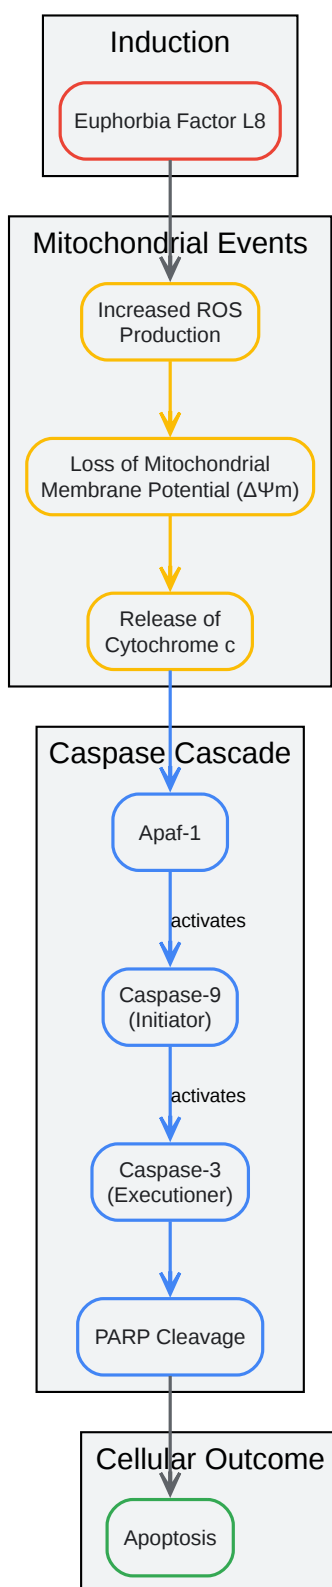 Induction
Euphorbia Factor L8
Mitochondrial Events
Increased ROS
Production
Loss of Mitochondrial
Membrane Potential (ΔΨm)
Release of
Cytochrome c
Caspase Cascade
Apaf-1
activates
Caspase-9
(Initiator)
activates
Caspase-3
(Executioner)
PARP Cleavage
Cellular Outcome
Apoptosis